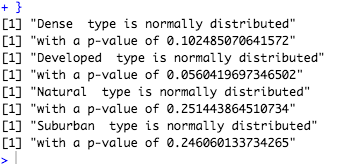 + }
[1] "Dense  type is normally distributed"
[1] "with a p-value of 0.102485070641572"
[1] "Developed  type is normally distributed"
[1] "with a p-value of 0.0560419697346502"
[1] "Natural  type is normally distributed"
[1] "with a p-value of 0.251443864510734"
[1] "Suburban  type is normally distributed"
[1] "with a p-value of 0.246060133734265"
>